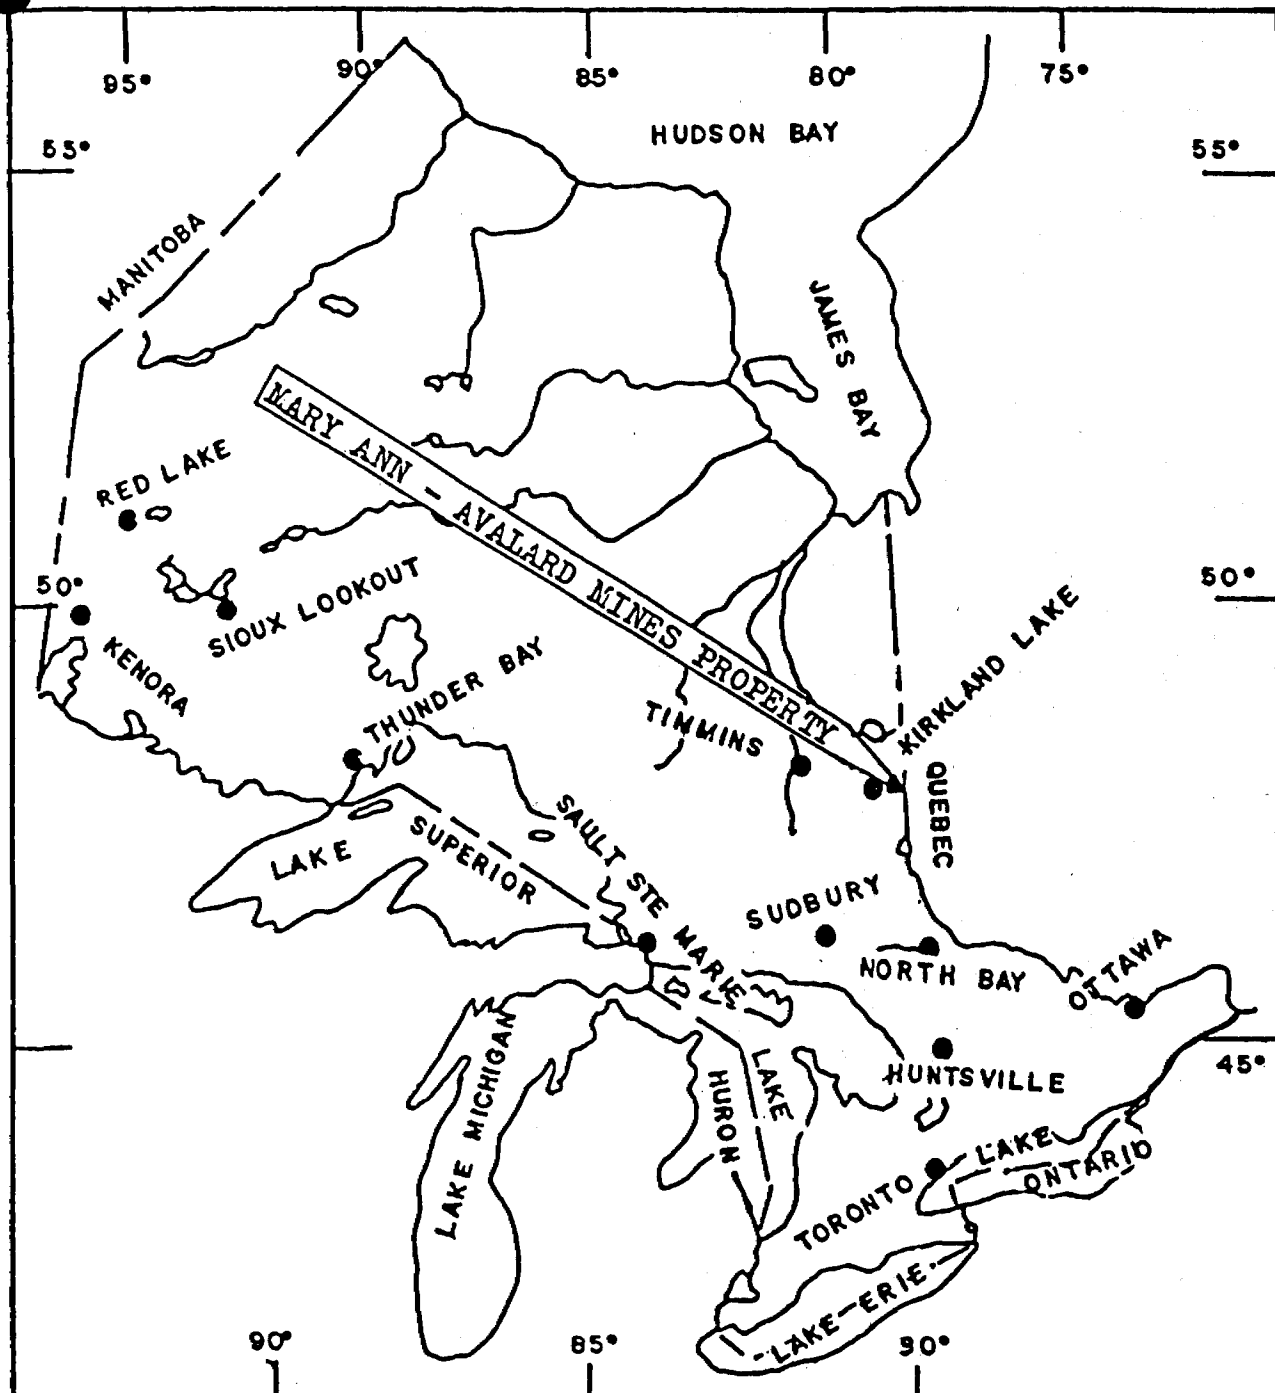 95°
90°
85°
80°
75°
HUDSON BAY
55°
55°
MANITOBA
JAMES BAY
MARY ANN - AVALARD MINES PROPERTY
RED LAKE
50°
50°
SIOUX LOOKOUT
KENORA
THUNDER BAY
KIRKLAND LAKE
TIMMINS
QUEBEC
LAKE
SUPERIOR
SAULT STE MARIE
SUDBURY
NORTH BAY
OTTAWA
45°
HUNTSVILLE
LAKE MICHIGAN
LAKE
HURON
LAKE
ONTARIO
TORONTO
LAKE ERIE
90°
85°
90°